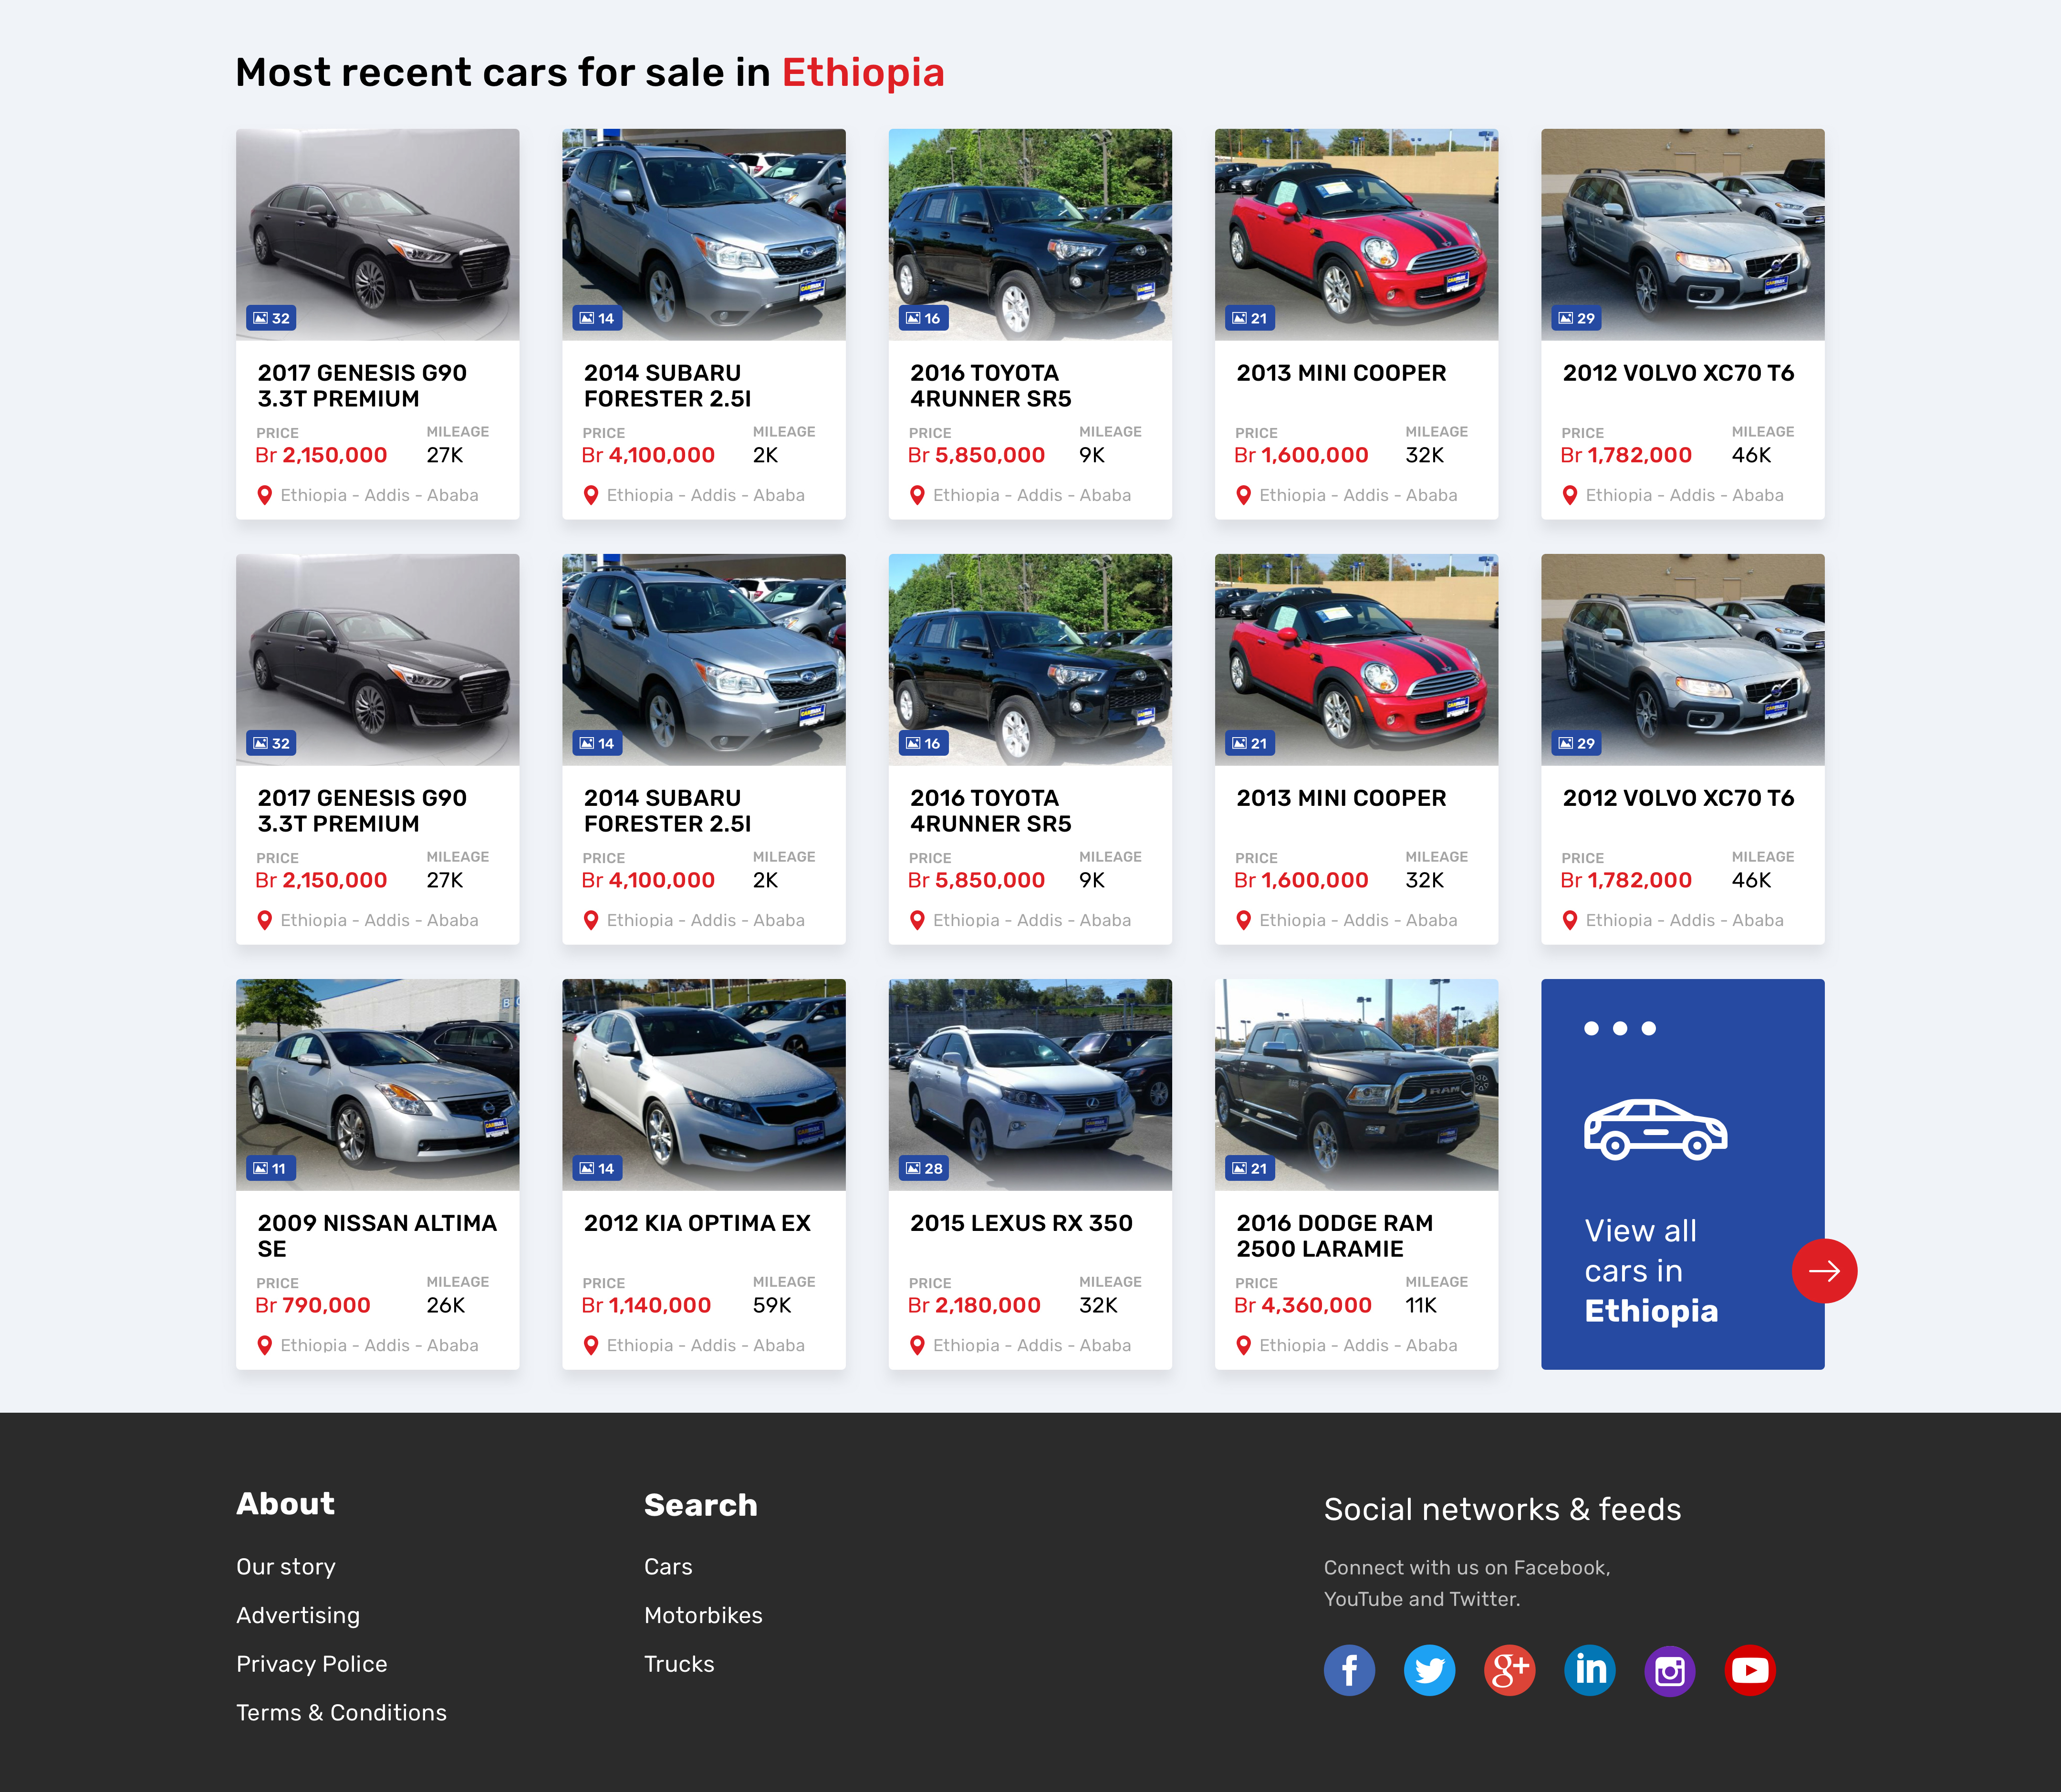 Most recent cars for sale in Ethiopia
32
14
16
21
29
2017 GENESIS G90
3.3T PREMIUM
PRICE
MILEAGE
Br 2,150,000
27K
Ethiopia - Addis - Ababa
2014 SUBARU
FORESTER 2.5I
PRICE
MILEAGE
Br 4,100,000
2K
Ethiopia - Addis - Ababa
2016 TOYOTA
4RUNNER SR5
PRICE
MILEAGE
Br 5,850,000
9K
Ethiopia - Addis - Ababa
2013 MINI COOPER
PRICE
MILEAGE
Br 1,600,000
32K
Ethiopia - Addis - Ababa
2012 VOLVO XC70 T6
PRICE
MILEAGE
Br 1,782,000
46K
Ethiopia - Addis - Ababa
32
14
16
21
29
2017 GENESIS G90
3.3T PREMIUM
PRICE
MILEAGE
Br 2,150,000
27K
Ethiopia - Addis - Ababa
2014 SUBARU
FORESTER 2.5I
PRICE
MILEAGE
Br 4,100,000
2K
Ethiopia - Addis - Ababa
2016 TOYOTA
4RUNNER SR5
PRICE
MILEAGE
Br 5,850,000
9K
Ethiopia - Addis - Ababa
2013 MINI COOPER
PRICE
MILEAGE
Br 1,600,000
32K
Ethiopia - Addis - Ababa
2012 VOLVO XC70 T6
PRICE
MILEAGE
Br 1,782,000
46K
Ethiopia - Addis - Ababa
11
14
28
RAM
21
2009 NISSAN ALTIMA
SE
PRICE
MILEAGE
Br 790,000
26K
Ethiopia - Addis - Ababa
2012 KIA OPTIMA EX
PRICE
MILEAGE
Br 1,140,000
59K
Ethiopia - Addis - Ababa
2015 LEXUS RX 350
PRICE
MILEAGE
Br 2,180,000
32K
Ethiopia - Addis - Ababa
2016 DODGE RAM
2500 LARAMIE
PRICE
MILEAGE
Br 4,360,000
11K
Ethiopia - Addis - Ababa
View all
cars in
Ethiopia
About
Our story
Advertising
Privacy Police
Terms & Conditions
Search
Cars
Motorbikes
Trucks
Social networks & feeds
Connect with us on Facebook,
YouTube and Twitter.
f
g+
in